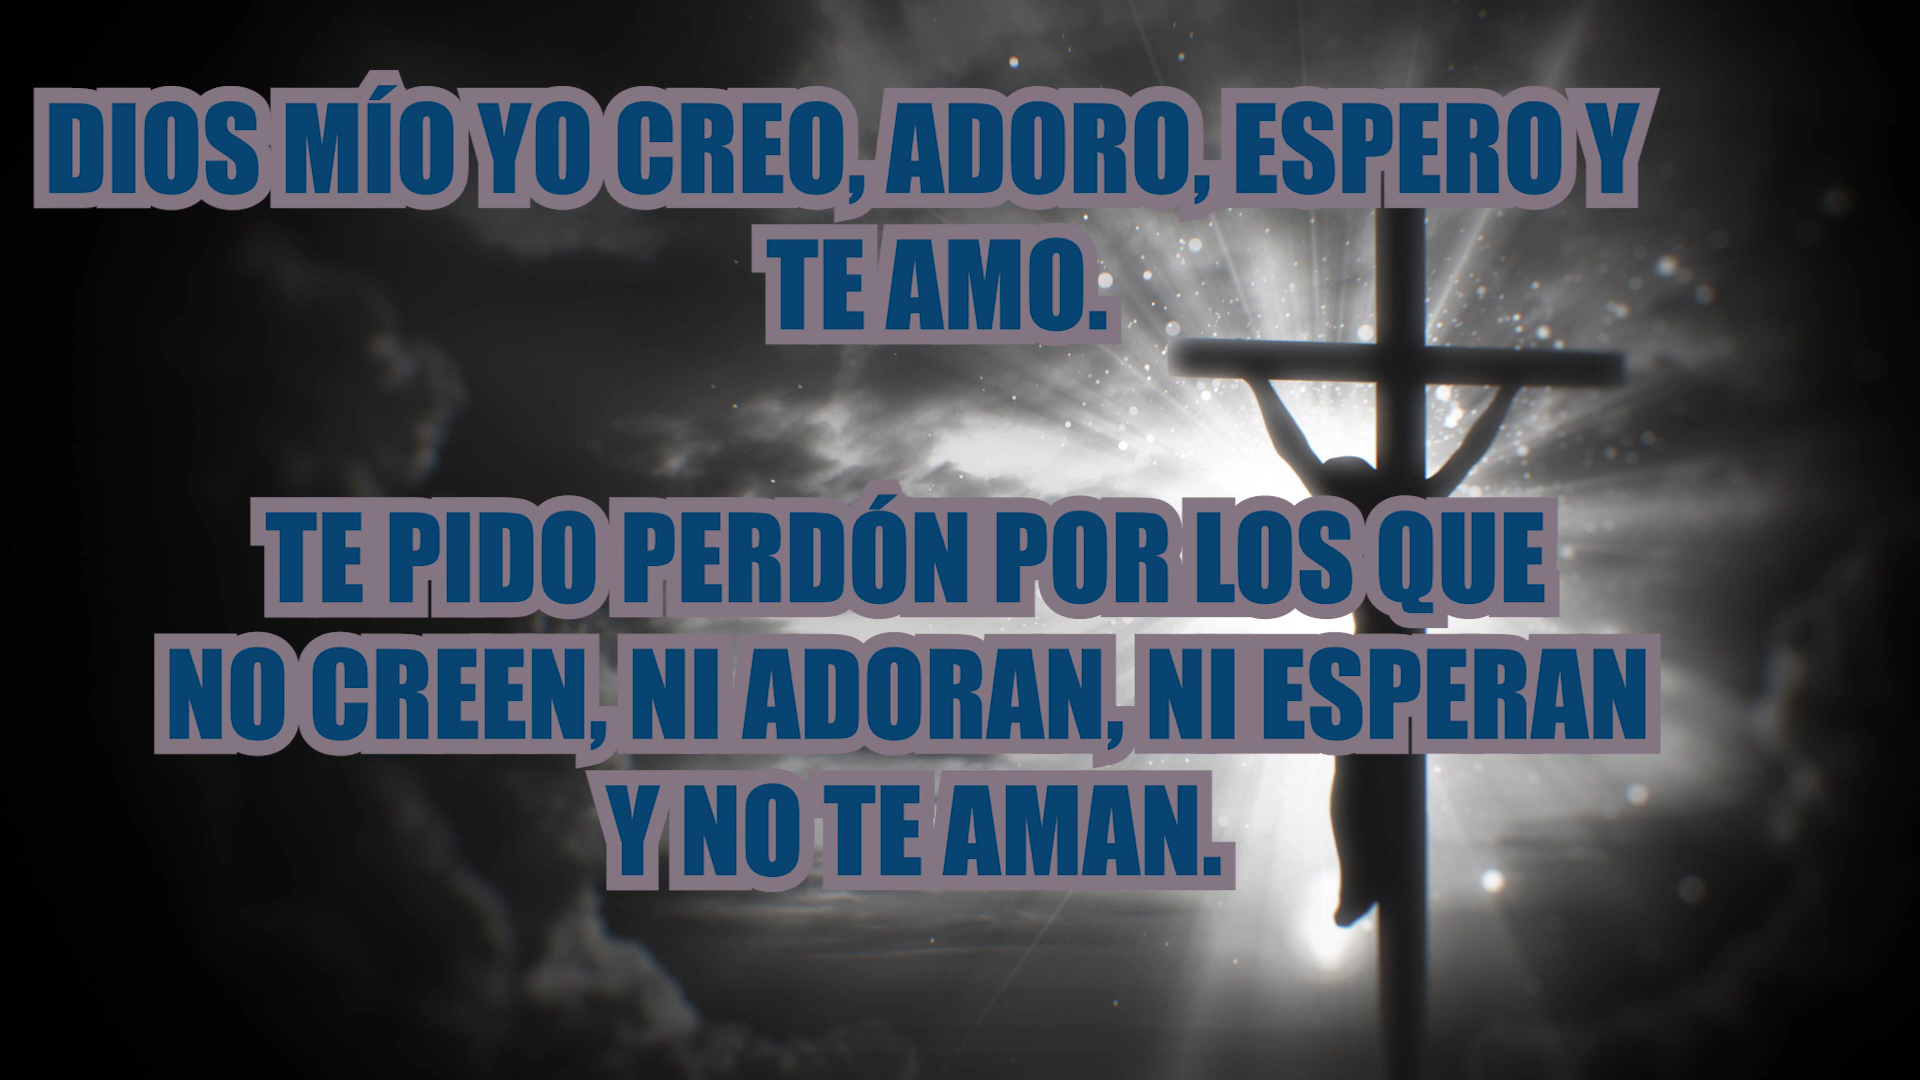 DIOS MÍO YO CREO, ADORO, ESPERO Y
TE AMO.
TE PIDO PERDÓN POR LOS QUE
NO CREEN, NI ADORAN, NI ESPERAN
Y NO TE AMAN.